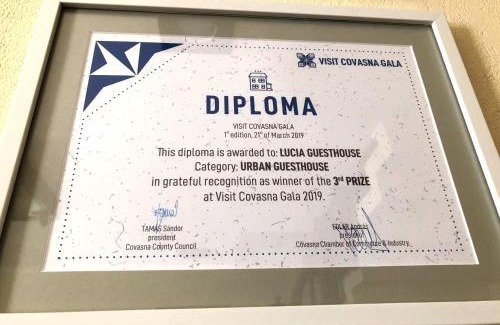 VISIT COVASNA GALA
DIPLOMA
VISIT COVASNA GALA
1st edition, 21st of March 2019
This diploma is awarded to: LUCIA GUESTHOUSE
Category: URBAN GUESTHOUSE
in grateful recognition as winner of the 3rd PRIZE
at Visit Covasna Gala 2019.
TAMÁS Sándor
president
Covasna County Council
András
president
Covasna Chamber of Commerce & Industry